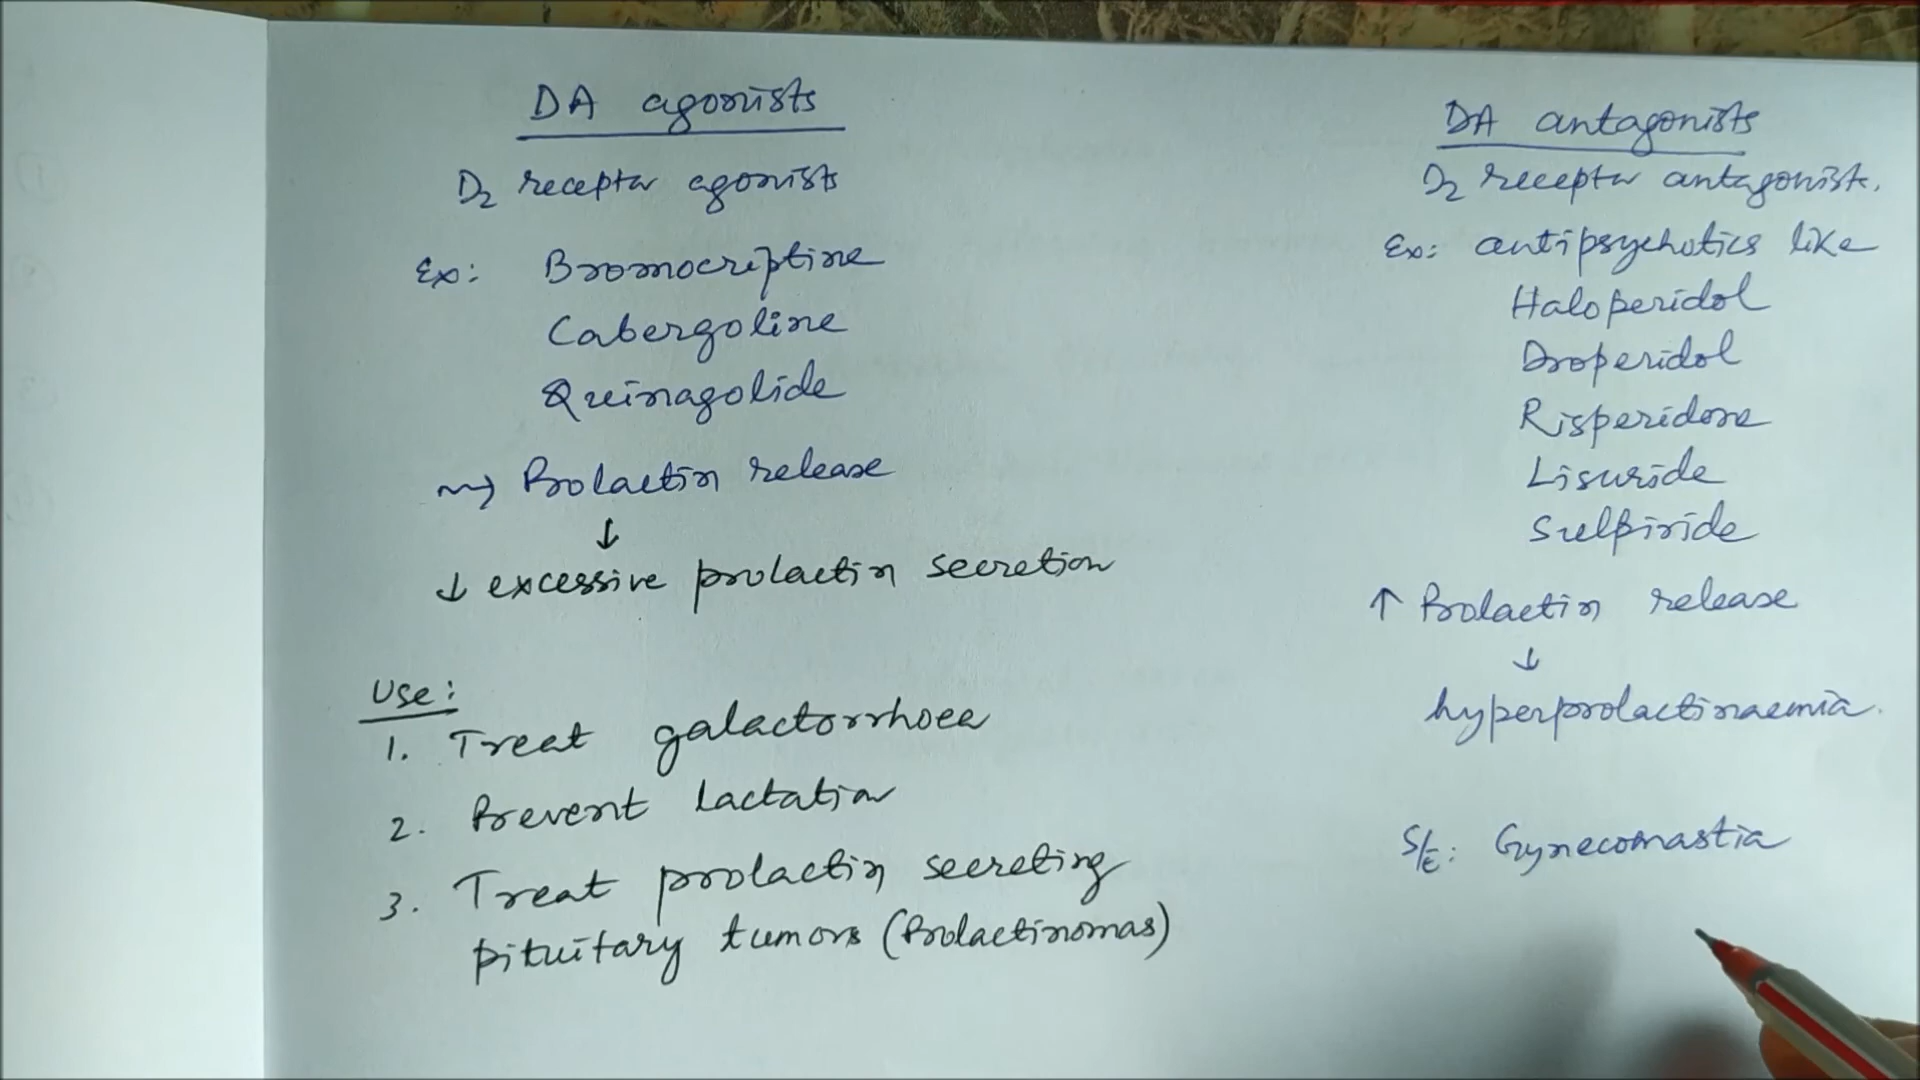 DA agonists
D2 receptor agonists
Ex: Bromocriptine
Cabergoline
Quinagolide
Prolactin release
↓
↓ excessive prolactin secretion
Use:
1. Treat galactorrhoea
2. Prevent lactation
3. Treat prolactin secreting
pituitary tumors (Prolactinomas)
DA antagonists
D2 receptor antagonists.
Ex: antipsychotics like
Haloperidol
Droperidol
Risperidone
Lisuride
Sulpiride
↑ Prolactin release
↓
hyperprolactinaemia.
S/E: Gynecomastia